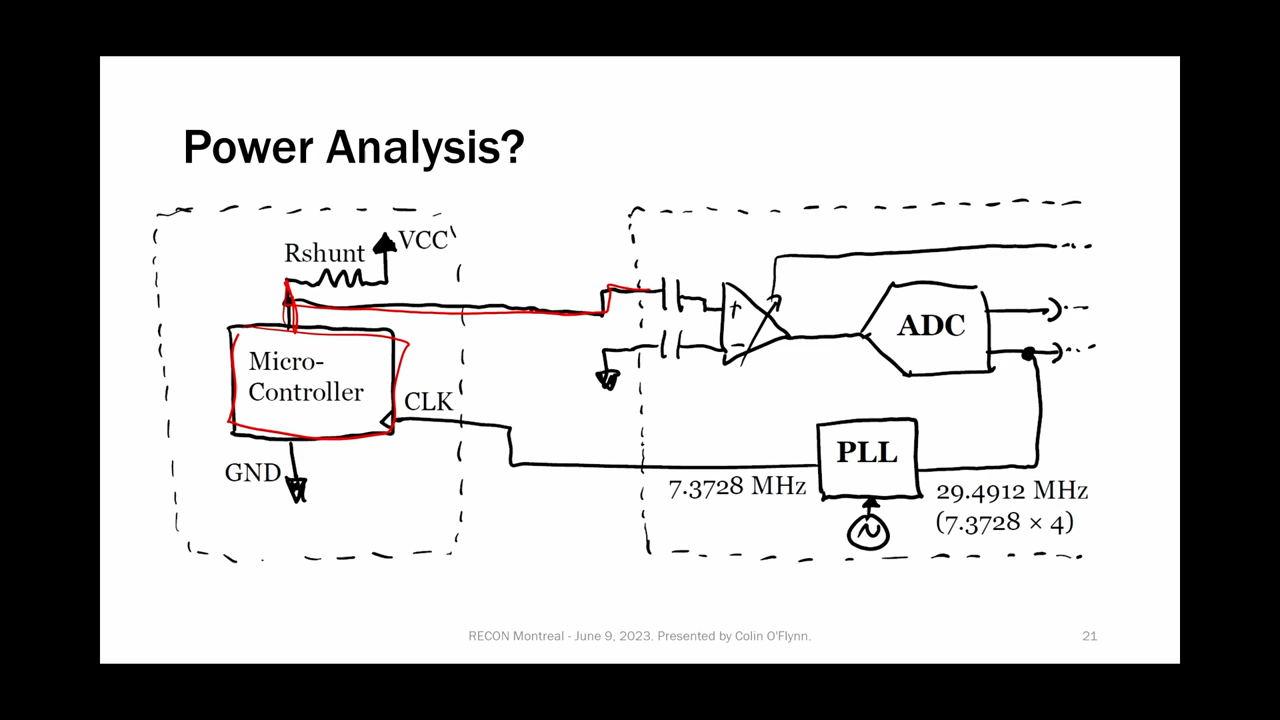 Power Analysis?
Rshunt
VCC
Micro-
Controller
CLK
GND
+
−
ADC
PLL
7.3728 MHz
29.4912 MHz
(7.3728 × 4)
RECON Montreal - June 9, 2023. Presented by Colin O'Flynn.
21